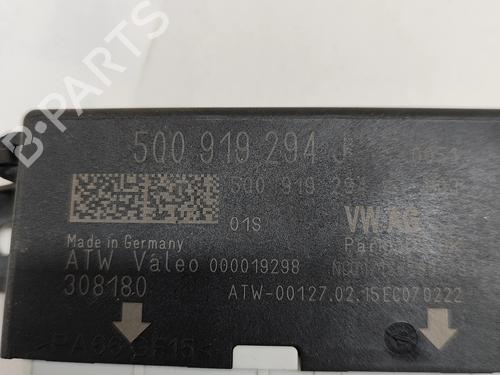 B-PARTS
5Q0 919 294 J
5Q0 919 294
01S
VW AG
Made in Germany
ATW Valeo 000019298
308180
ATW-00127.02.15EC070222